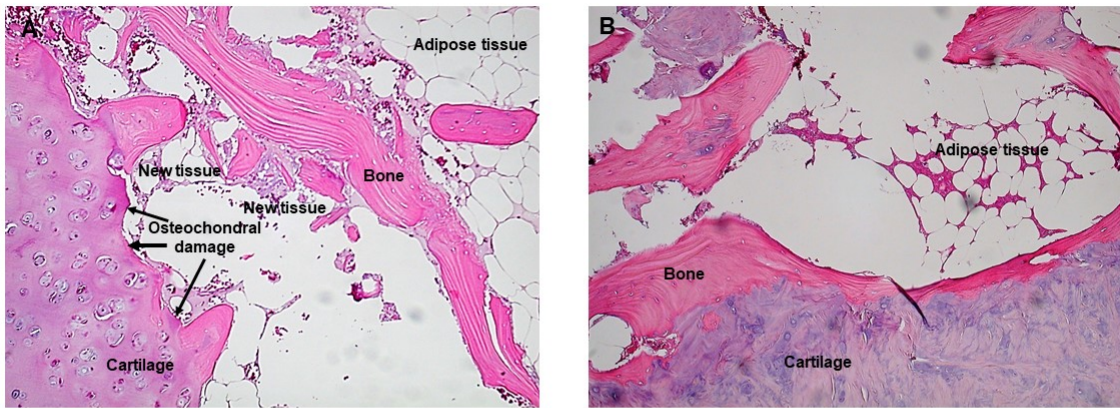 A
Adipose tissue
New tissue
Bone
New tissue
Osteochondral
damage
Cartilage
B
Adipose tissue
Bone
Cartilage